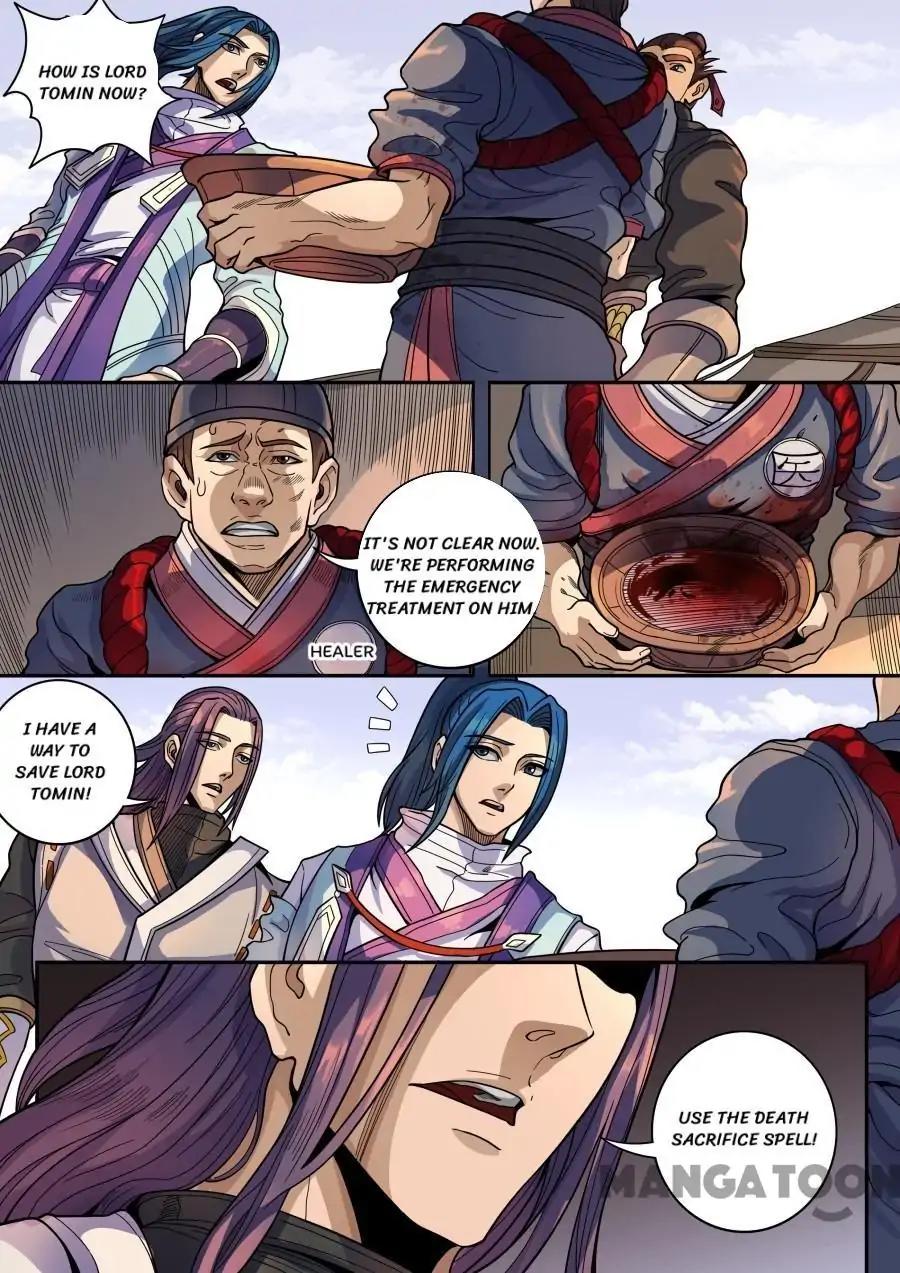 HOW IS LORD
TOMIN NOW?
IT'S NOT CLEAR NOW.
WE'RE PERFORMING
THE EMERGENCY
TREATMENT ON HIM.
HEALER
医
I HAVE A
WAY TO
SAVE LORD
TOMIN!
USE THE DEATH
SACRIFICE SPELL!
MANGATOON